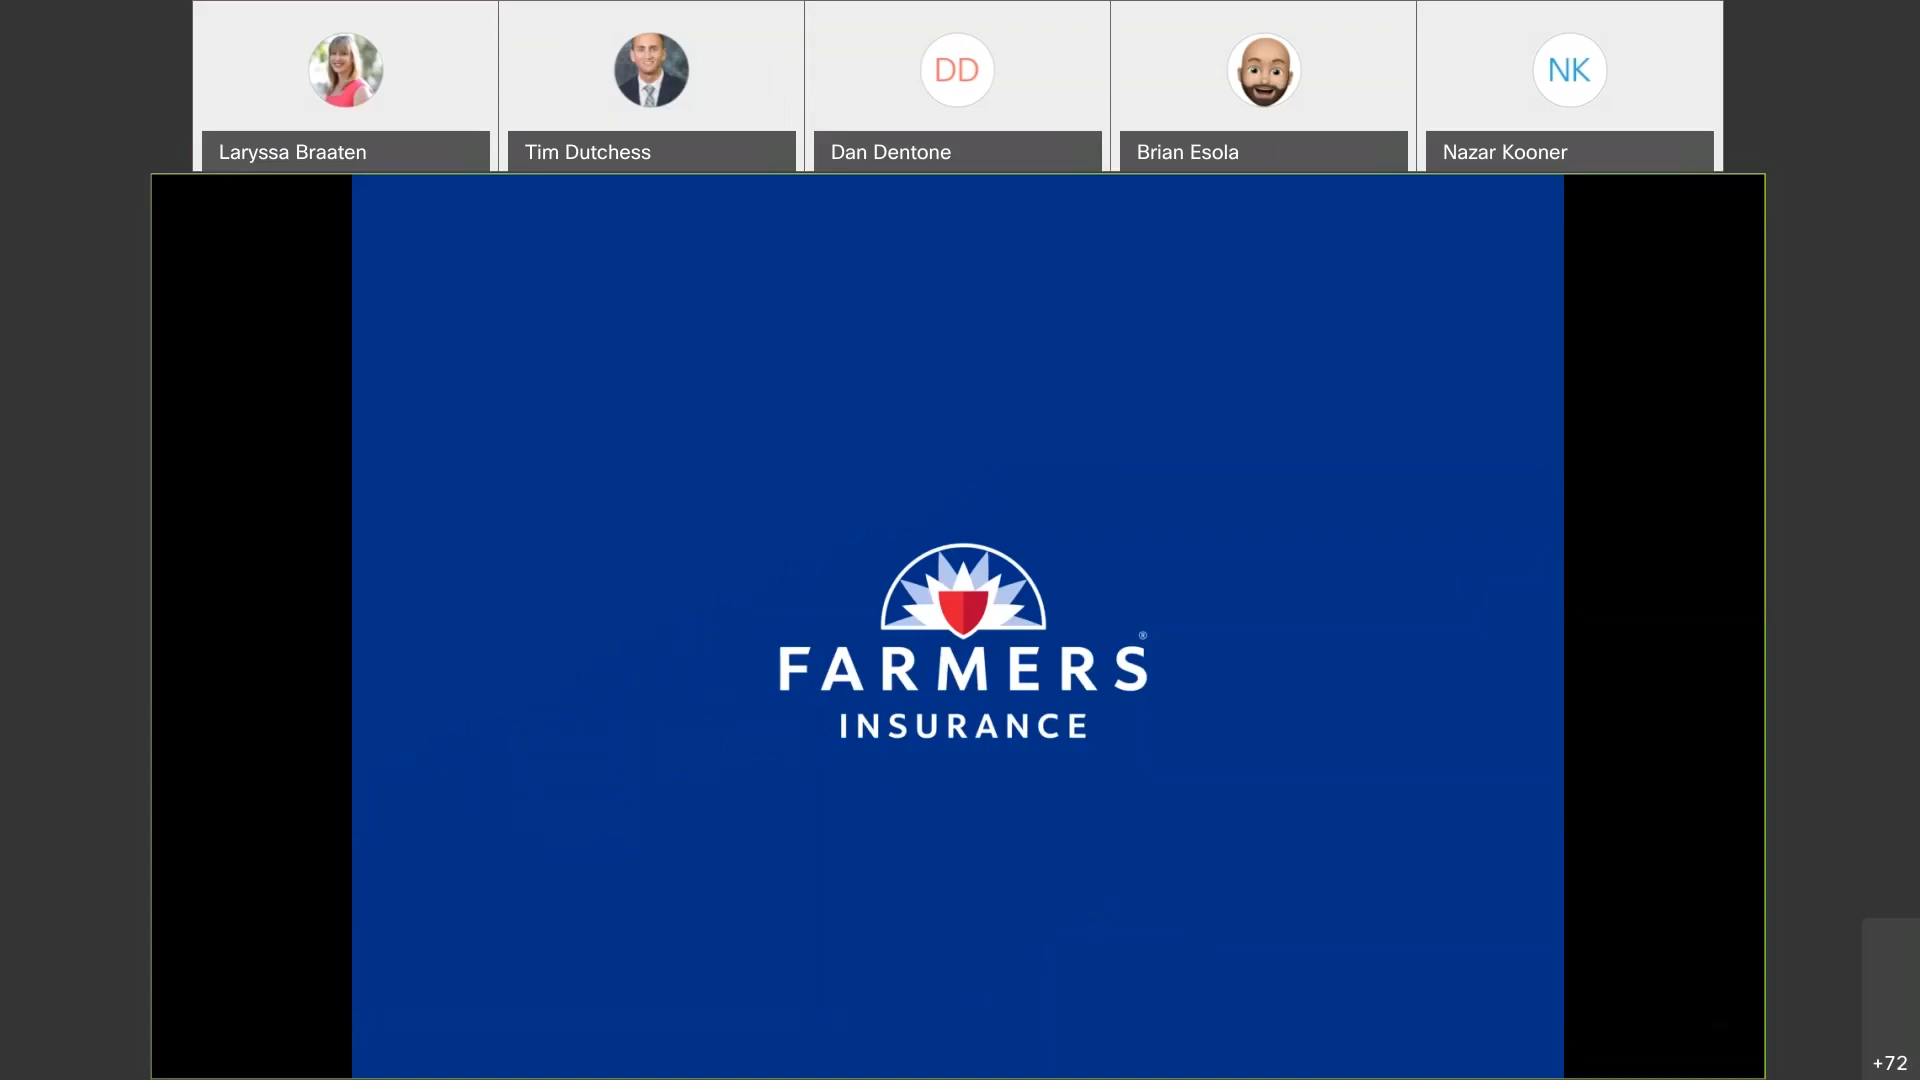 Laryssa Braaten
Tim Dutchess
DD
Dan Dentone
Brian Esola
NK
Nazar Kooner
FARMERS®
INSURANCE
+72